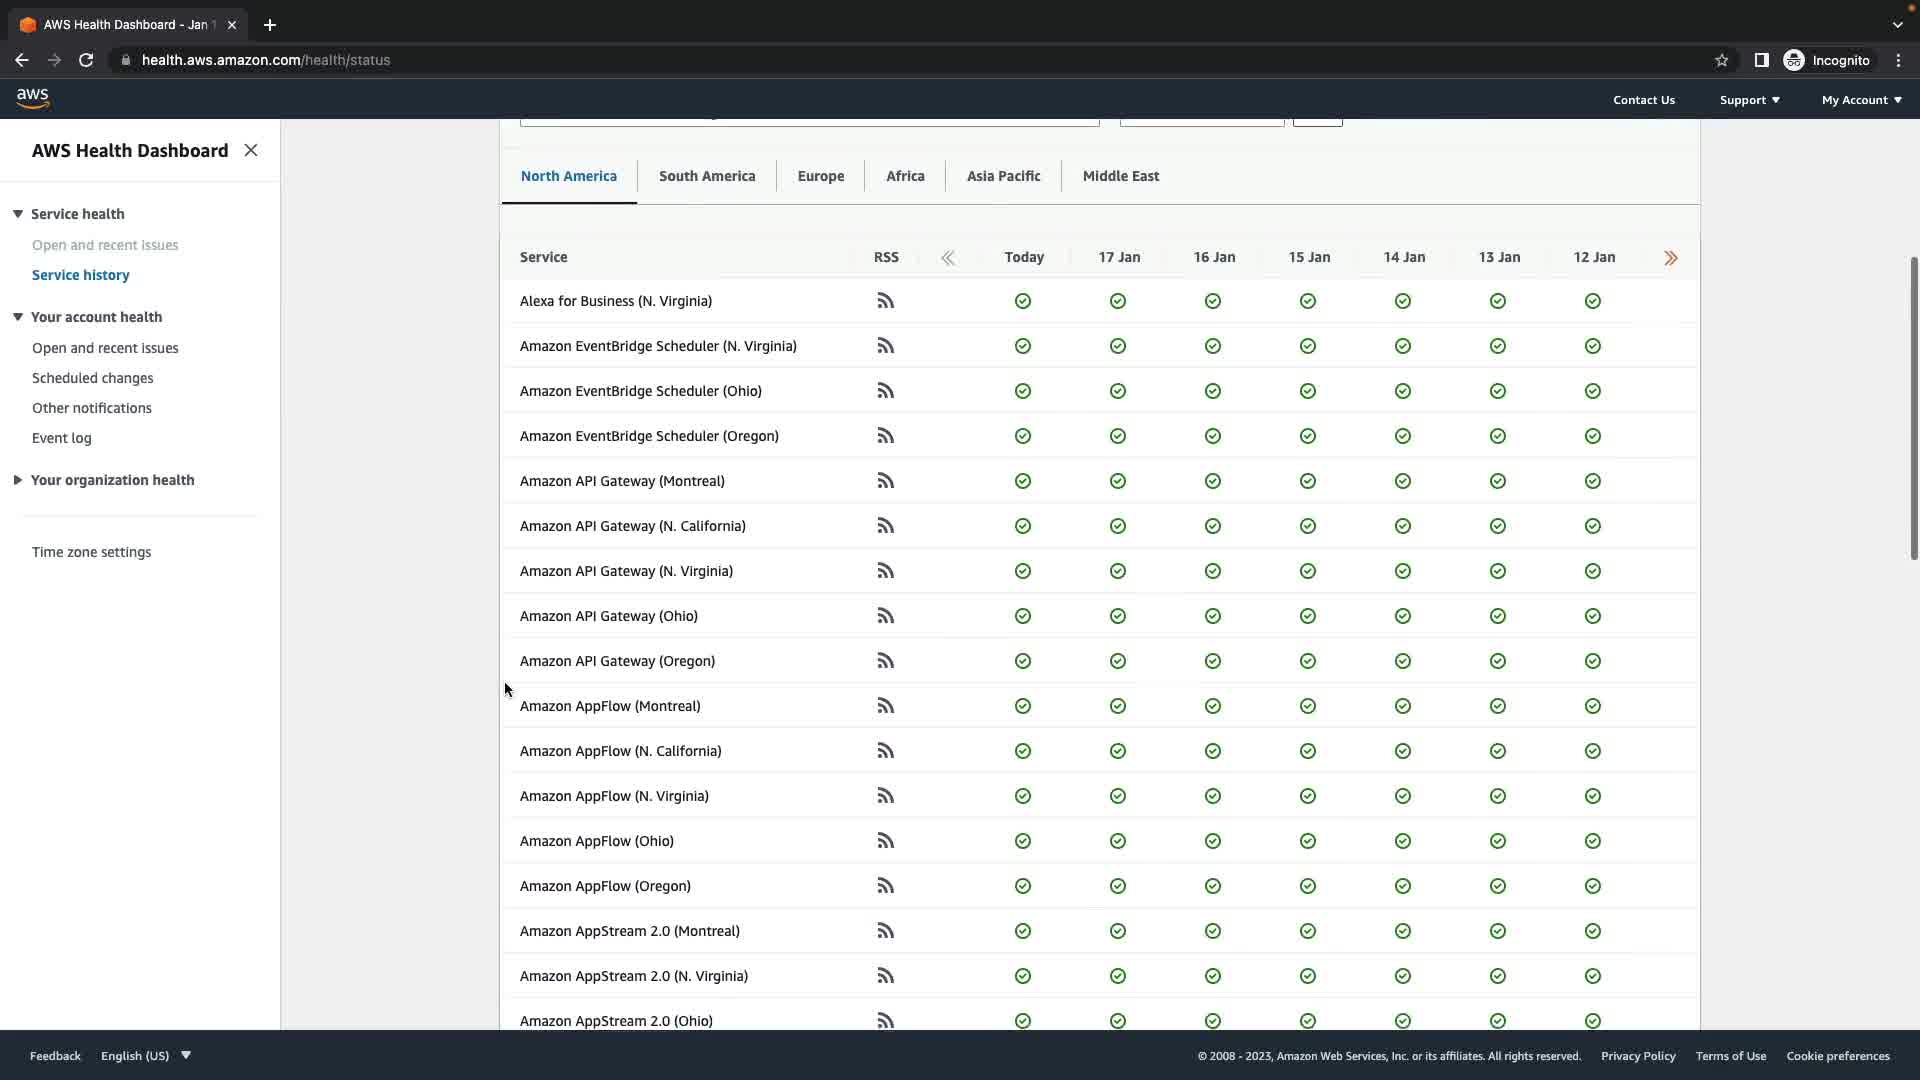 AWS Health Dashboard - Jan 1
health.aws.amazon.com/health/status
Incognito
aws
Contact Us
Support
My Account
AWS Health Dashboard
Service health
Open and recent issues
Service history
Your account health
Open and recent issues
Scheduled changes
Other notifications
Event log
Your organization health
Time zone settings
North America South America Europe Africa Asia Pacific Middle East
Service RSS Today 17 Jan 16 Jan 15 Jan 14 Jan 13 Jan 12 Jan
Alexa for Business (N. Virginia)
Amazon EventBridge Scheduler (N. Virginia)
Amazon EventBridge Scheduler (Ohio)
Amazon EventBridge Scheduler (Oregon)
Amazon API Gateway (Montreal)
Amazon API Gateway (N. California)
Amazon API Gateway (N. Virginia)
Amazon API Gateway (Ohio)
Amazon API Gateway (Oregon)
Amazon AppFlow (Montreal)
Amazon AppFlow (N. California)
Amazon AppFlow (N. Virginia)
Amazon AppFlow (Ohio)
Amazon AppFlow (Oregon)
Amazon AppStream 2.0 (Montreal)
Amazon AppStream 2.0 (N. Virginia)
Amazon AppStream 2.0 (Ohio)
Feedback English (US) © 2008 - 2023, Amazon Web Services, Inc. or its affiliates. All rights reserved. Privacy Policy Terms of Use Cookie preferences